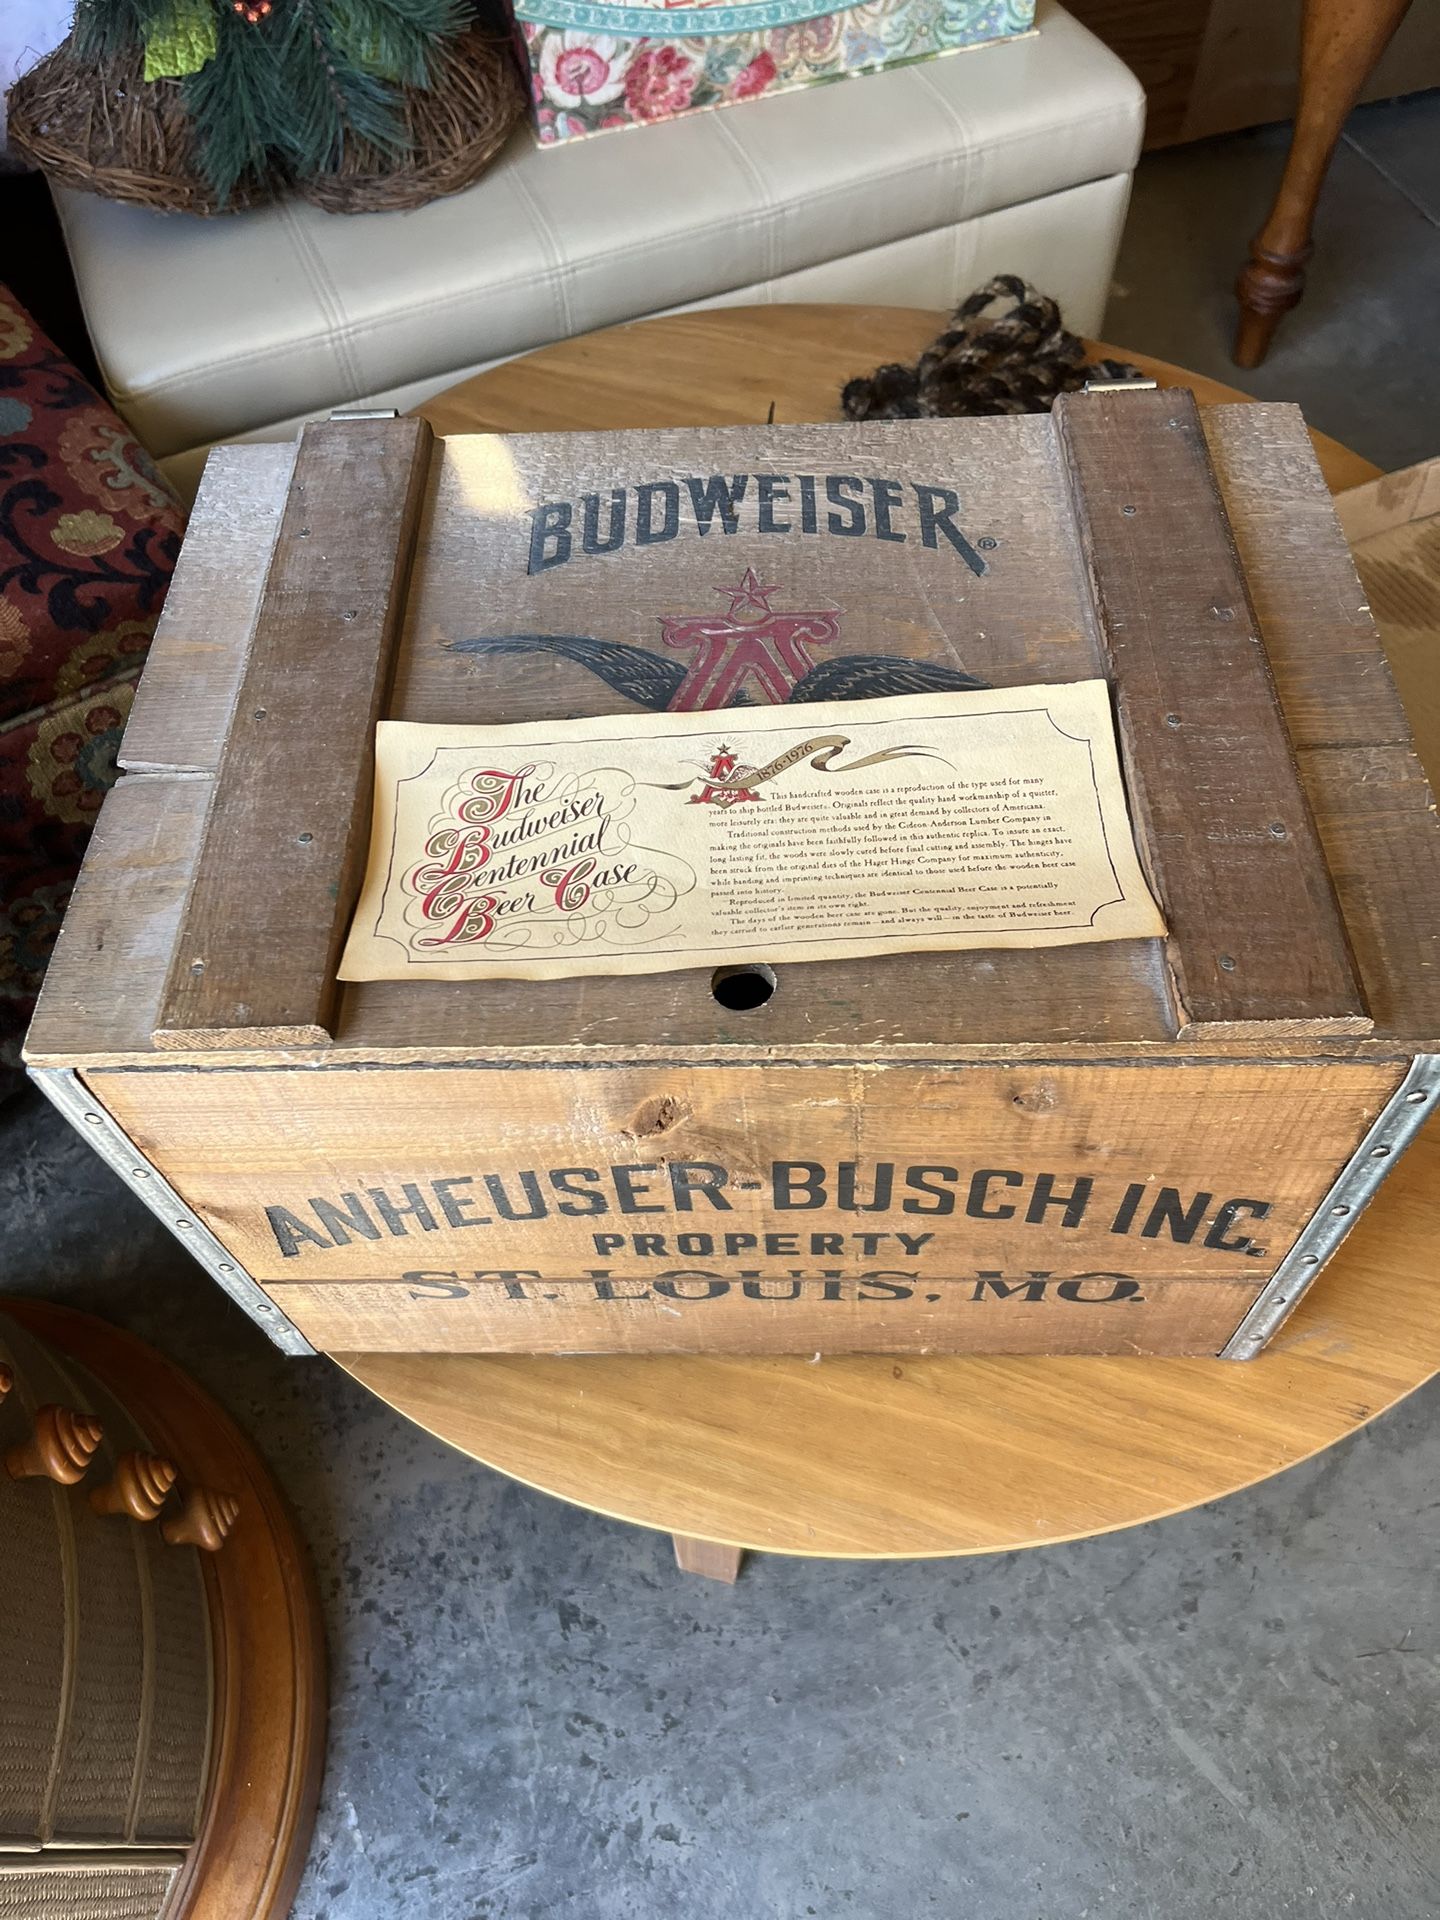 BUDWEISER®
A
The
Budweiser
Centennial
Beer Case
1876-1976
This handcrafted wooden case is a reproduction of the type used for many
years to ship bottled Budweiser®. Originals reflect the quality hand workmanship of a quieter,
more leisurely era; they are quite valuable and in great demand by collectors of Americana.
Traditional construction methods used by the Gideon-Anderson Lumber Company in
making the originals have been faithfully followed in this authentic replica. To insure an exact,
long lasting fit, the woods were slowly cured before final cutting and assembly. The hinges have
been struck from the original dies of the Hager Hinge Company for maximum authenticity,
while banding and imprinting techniques are identical to those used before the wooden beer case
passed into history.
Reproduced in limited quantity, the Budweiser Centennial Beer Case is a potentially
valuable collector's item in its own right.
The days of the wooden beer case are gone. But the quality, enjoyment and refreshment
they carried to earlier generations remain—and always will—in the taste of Budweiser beer.
ANHEUSER-BUSCH INC.
PROPERTY
ST. LOUIS, MO.